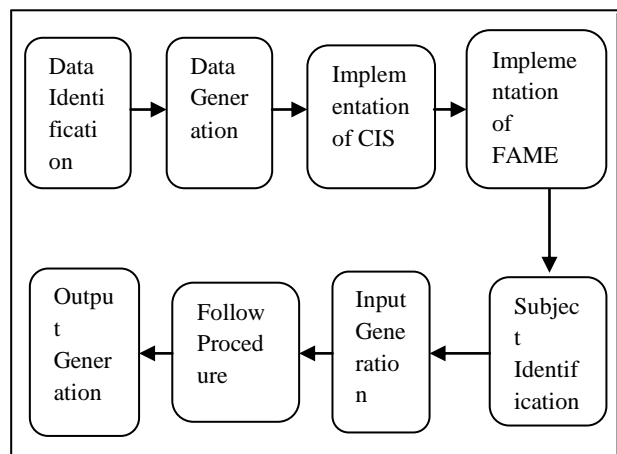 Data
Identi
ficati
on
Data
Gener
ation
Implem
entation
of CIS
Impleme
ntation
of
FAME
Subjec
t
Identif
ication
Input
Gene
ratio
n
Follow
Proced
ure
Outpu
t
Gener
ation